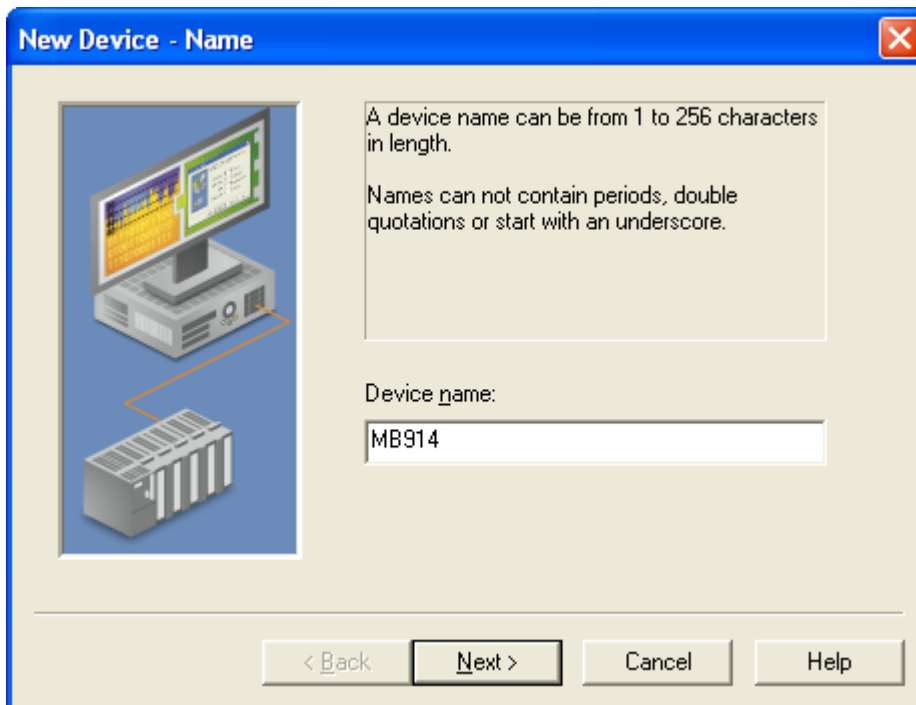 New Device - Name
A device name can be from 1 to 256 characters
in length.
Names can not contain periods, double
quotations or start with an underscore.
Device name:
MB914
< Back
Next >
Cancel
Help